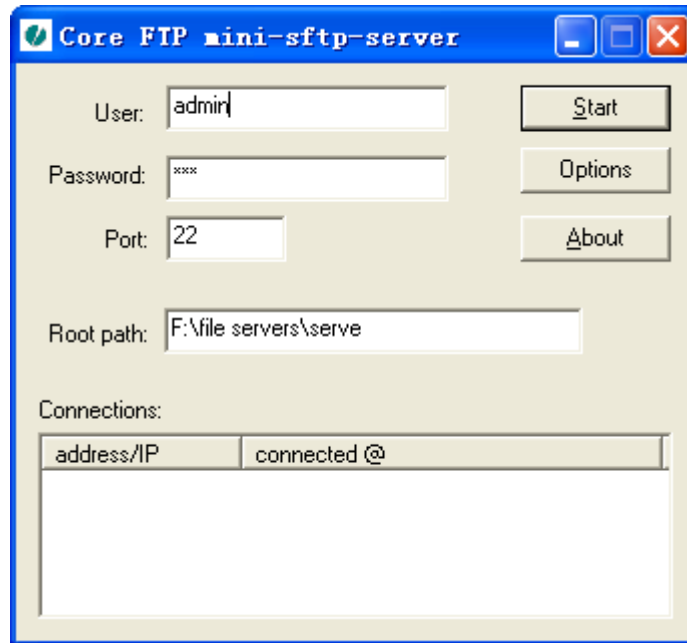 Core FTP mini-sftp-server
User: admin Start
Password: *** Options
Port: 22 About
Root path: F:\file servers\serve
Connections:
address/IP connected @